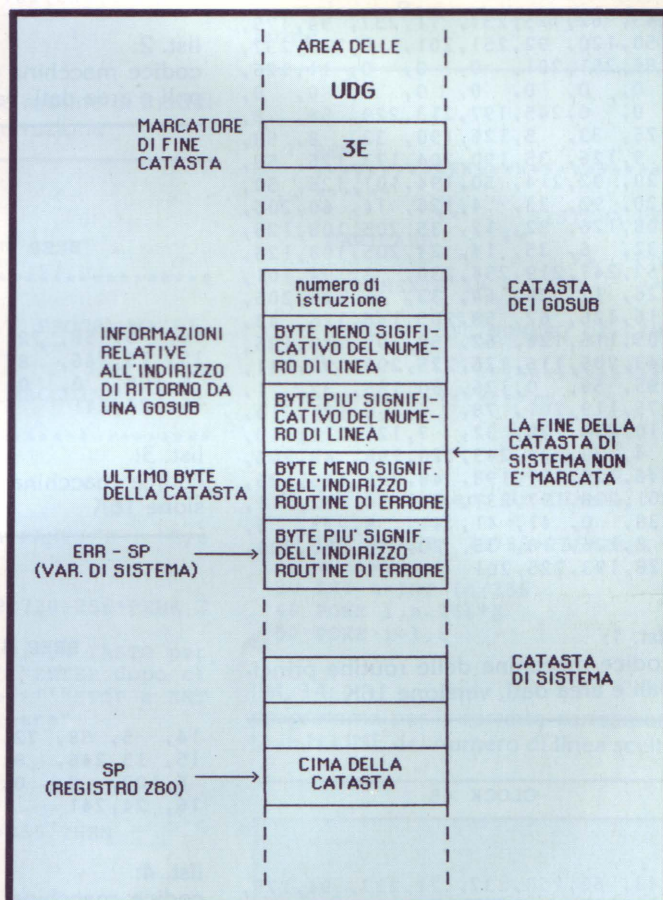 AREA DELLE
UDG
MARCATORE
DI FINE
CATASTA
3E
numero di
istruzione
CATASTA
DEI GOSUB
INFORMAZIONI
RELATIVE
ALL'INDIRIZZO
DI RITORNO DA
UNA GOSUB
BYTE MENO SIGIFI-
CATIVO DEL NUME-
RO DI LINEA
BYTE PIU' SIGNIFI-
CATIVO DEL NUME-
RO DI LINEA
LA FINE DELLA
CATASTA DI
SISTEMA NON
E' MARCATA
ULTIMO BYTE
DELLA CATASTA
BYTE MENO SIGNIF.
DELL'INDIRIZZO
ROUTINE DI ERRORE
ERR - SP
(VAR. DI SISTEMA)
BYTE PIU' SIGNIF.
DELL'INDIRIZZO
ROUTINE DI ERRORE
CATASTA
DI SISTEMA
SP
(REGISTRO Z80)
CIMA DELLA
CATASTA